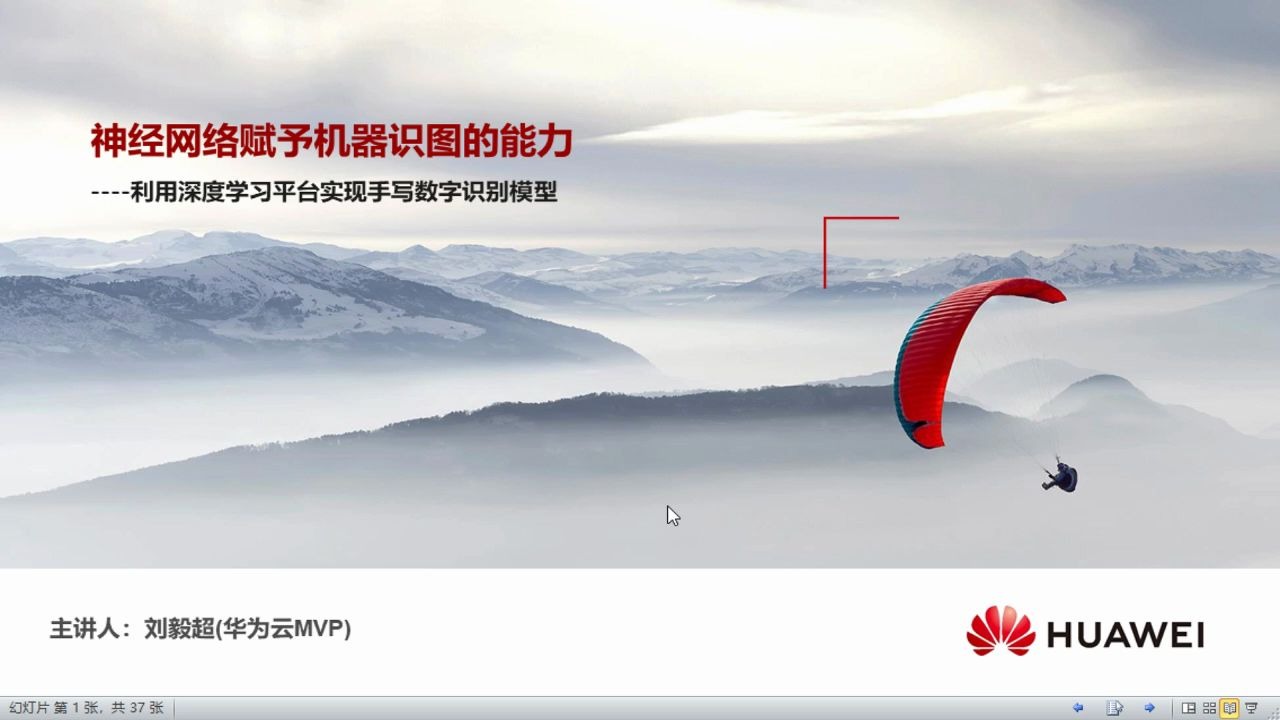 神经网络赋予机器识图的能力
----利用深度学习平台实现手写数字识别模型
主讲人：刘毅超(华为云MVP)
HUAWEI
幻灯片 第 1 张，共 37 张